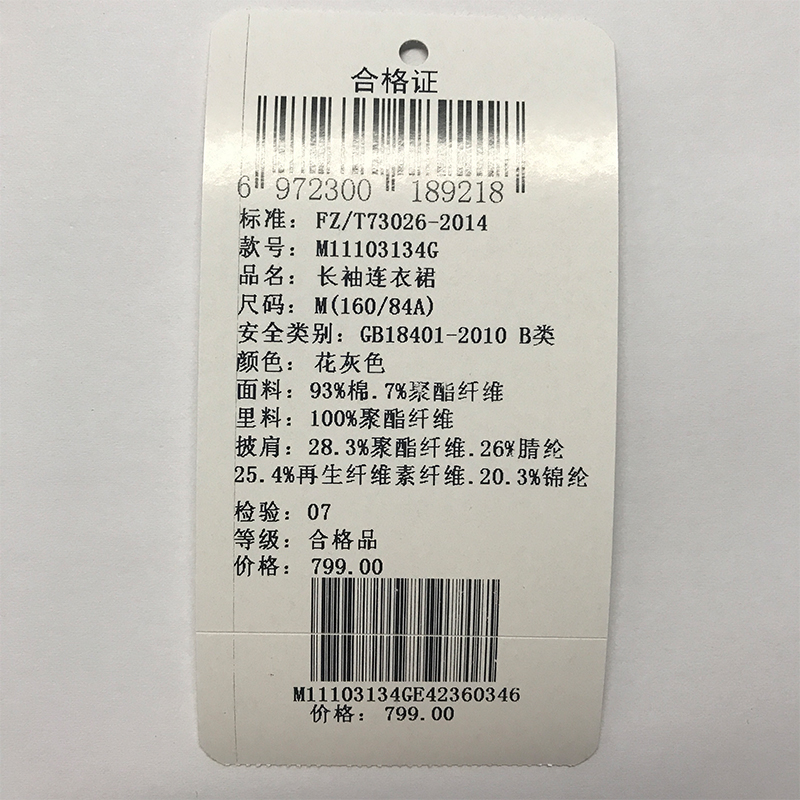 合格证
6 972300 189218
标准：FZ/T73026-2014
款号：M11103134G
品名：长袖连衣裙
尺码：M(160/84A)
安全类别：GB18401-2010 B类
颜色：花灰色
面料：93%棉.7%聚酯纤维
里料：100%聚酯纤维
披肩：28.3%聚酯纤维.26%腈纶
25.4%再生纤维素纤维.20.3%锦纶
检验：07
等级：合格品
价格：799.00
M11103134GE42360346
价格：799.00